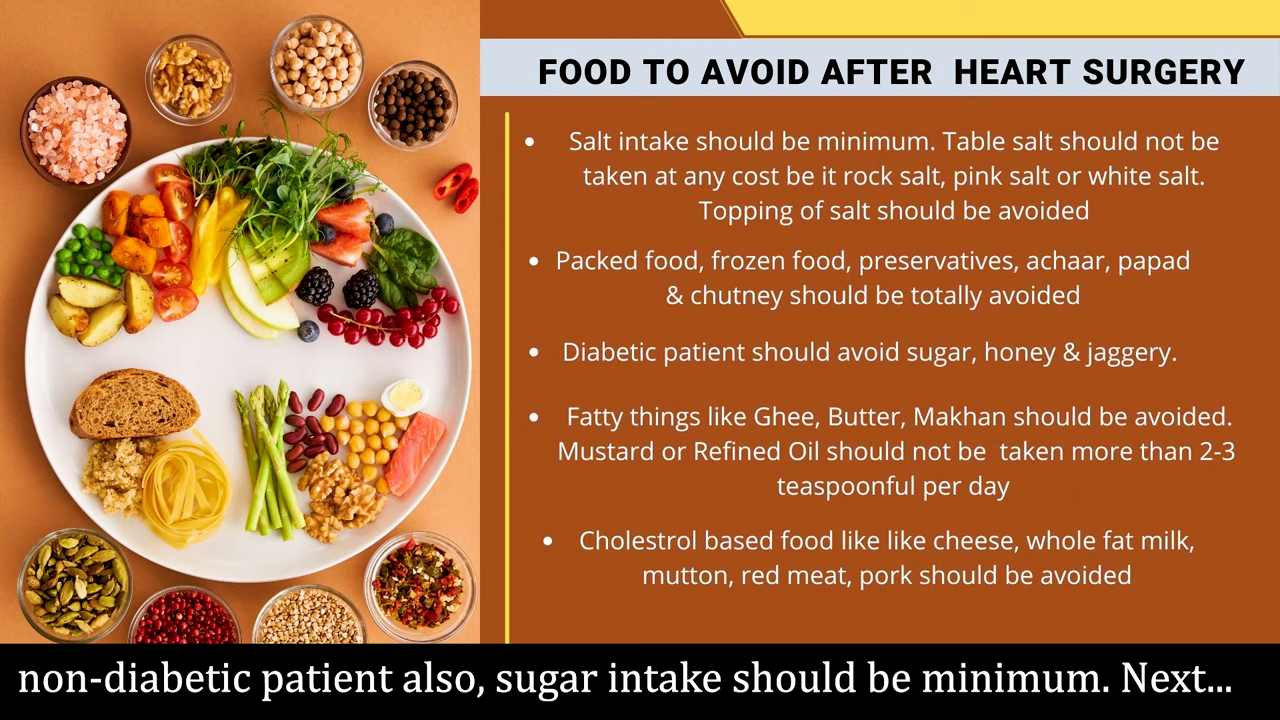 FOOD TO AVOID AFTER HEART SURGERY
• Salt intake should be minimum. Table salt should not be
taken at any cost be it rock salt, pink salt or white salt.
Topping of salt should be avoided
• Packed food, frozen food, preservatives, achaar, papad
& chutney should be totally avoided
• Diabetic patient should avoid sugar, honey & jaggery.
• Fatty things like Ghee, Butter, Makhan should be avoided.
Mustard or Refined Oil should not be taken more than 2-3
teaspoonful per day
• Cholestrol based food like like cheese, whole fat milk,
mutton, red meat, pork should be avoided
non-diabetic patient also, sugar intake should be minimum. Next...